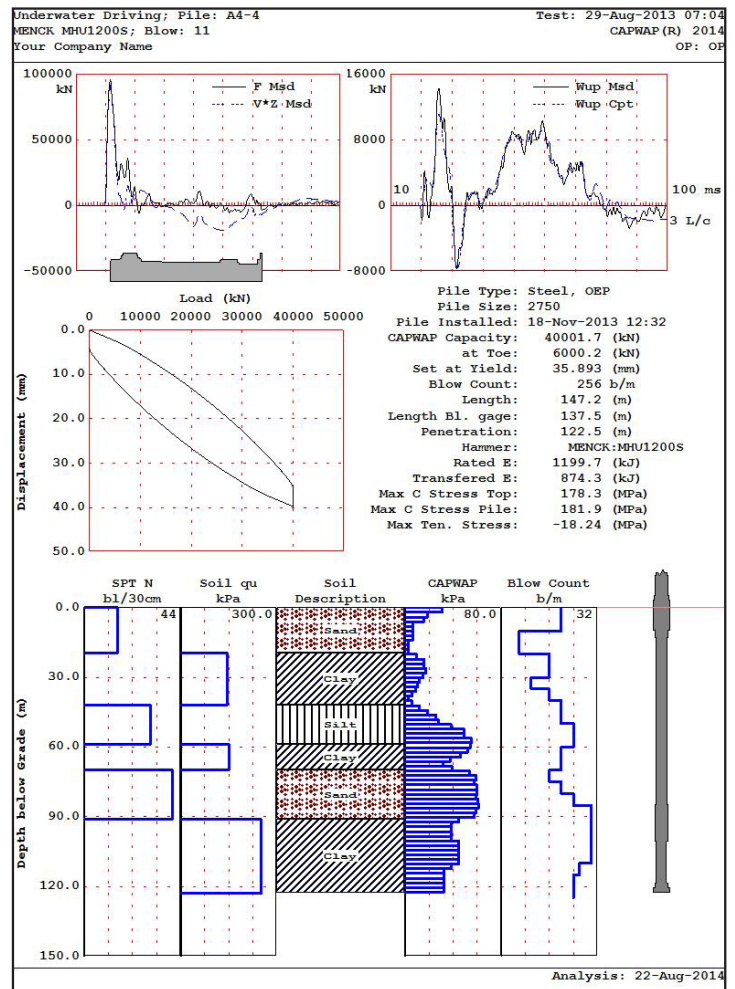 Underwater Driving; Pile: A4-4 Test: 29-Aug-2013 07:04
MENCK MHU1200S; Blow: 11 CAPWAP(R) 2014
Your Company Name OP: OP
100000
kN
50000
0
-50000
F Msd
V*Z Msd
16000
kN
8000
0
-8000
Wup Msd
Wup Cpt
10
100 ms
3 L/c
Load (kN)
0 10000 20000 30000 40000 50000
0.0
10.0
20.0
30.0
40.0
50.0
Displacement (mm)
Pile Type: Steel, OEP
Pile Size: 2750
Pile Installed: 18-Nov-2013 12:32
CAPWAP Capacity: 40001.7 (kN)
at Toe: 6000.2 (kN)
Set at Yield: 35.893 (mm)
Blow Count: 256 b/m
Length: 147.2 (m)
Length Bl. gage: 137.5 (m)
Penetration: 122.5 (m)
Hammer: MENCK:MHU1200S
Rated E: 1199.7 (kJ)
Transfered E: 874.3 (kJ)
Max C Stress Top: 178.3 (MPa)
Max C Stress Pile: 181.9 (MPa)
Max Ten. Stress: -18.24 (MPa)
SPT N Soil qu Soil CAPWAP Blow Count
bl/30cm kPa Description kPa b/m
44 300.0 80.0 32
0.0
30.0
60.0
90.0
120.0
150.0
Depth below Grade (m)
Sand
Clay
Silt
Clay
Sand
Clay
Analysis: 22-Aug-2014